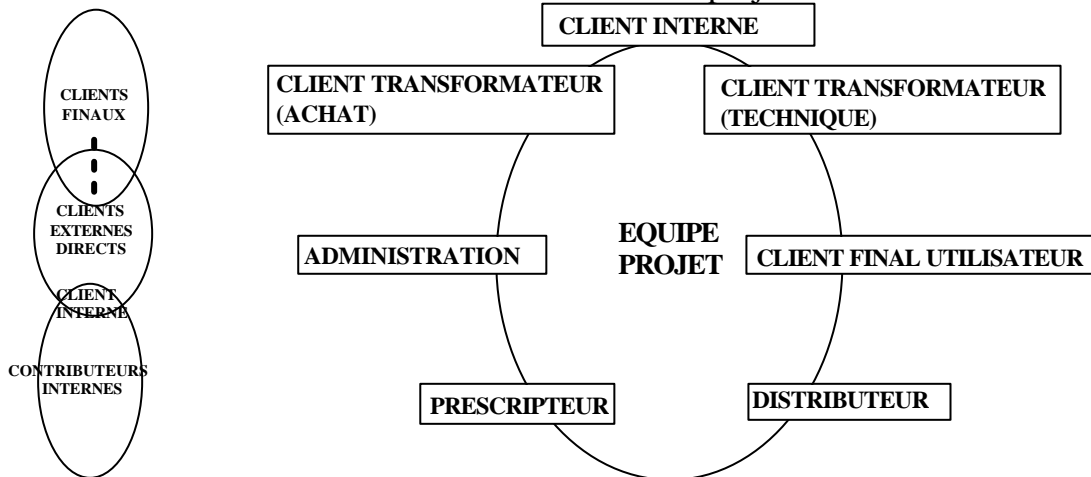 CLIENTS
FINAUX
CLIENTS
EXTERNES
DIRECTS
CLIENT
INTERNE
CONTRIBUTEURS
INTERNES
CLIENT INTERNE
CLIENT TRANSFORMATEUR
(ACHAT)
CLIENT TRANSFORMATEUR
(TECHNIQUE)
ADMINISTRATION
EQUIPE
PROJET
CLIENT FINAL UTILISATEUR
PRESCRIPTEUR
DISTRIBUTEUR